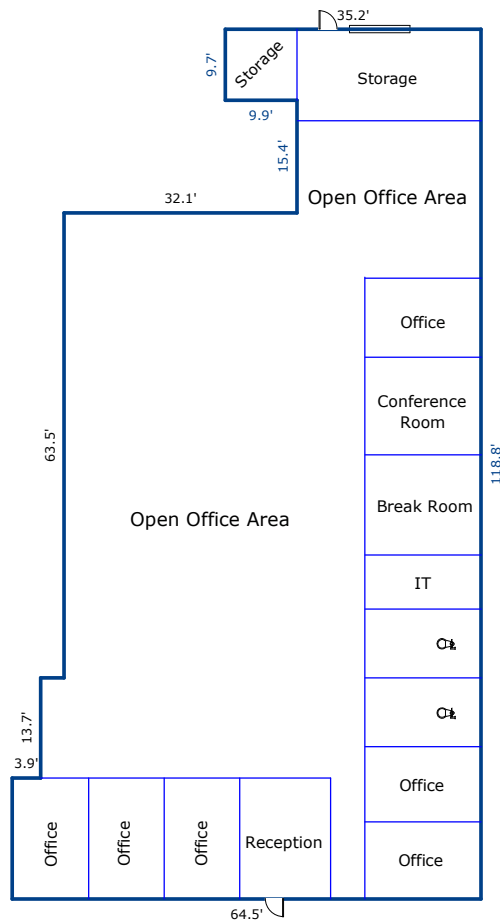 35.2'
9.7'
Storage
Storage
9.9'
15.4'
32.1'
Open Office Area
Office
Conference
Room
63.5'
118.8'
Break Room
Open Office Area
IT
13.7'
3.9'
Office
Office
Office
Office
Reception
Office
64.5'